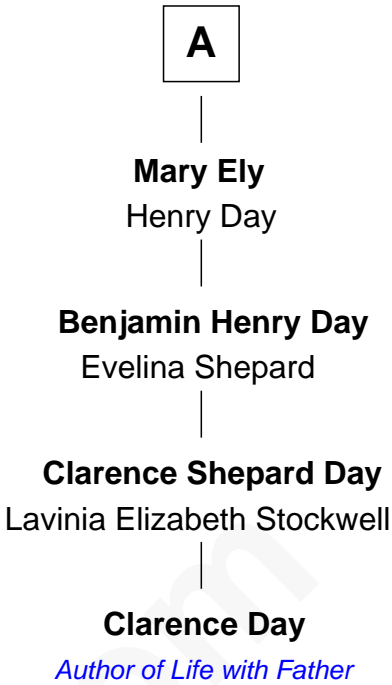 A
Mary Ely
Henry Day
Benjamin Henry Day
Evelina Shepard
Clarence Shepard Day
Lavinia Elizabeth Stockwell
Clarence Day
Author of Life with Father